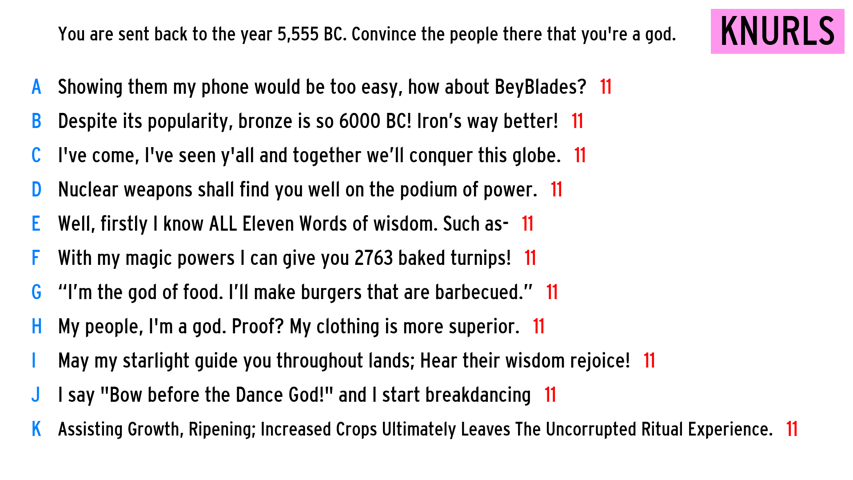 You are sent back to the year 5,555 BC. Convince the people there that you're a god.
KNURLS
A Showing them my phone would be too easy, how about BeyBlades? 11
B Despite its popularity, bronze is so 6000 BC! Iron’s way better! 11
C I've come, I've seen y'all and together we’ll conquer this globe. 11
D Nuclear weapons shall find you well on the podium of power. 11
E Well, firstly I know ALL Eleven Words of wisdom. Such as- 11
F With my magic powers I can give you 2763 baked turnips! 11
G “I’m the god of food. I’ll make burgers that are barbecued.” 11
H My people, I'm a god. Proof? My clothing is more superior. 11
I May my starlight guide you throughout lands; Hear their wisdom rejoice! 11
J I say "Bow before the Dance God!" and I start breakdancing 11
K Assisting Growth, Ripening; Increased Crops Ultimately Leaves The Uncorrupted Ritual Experience. 11